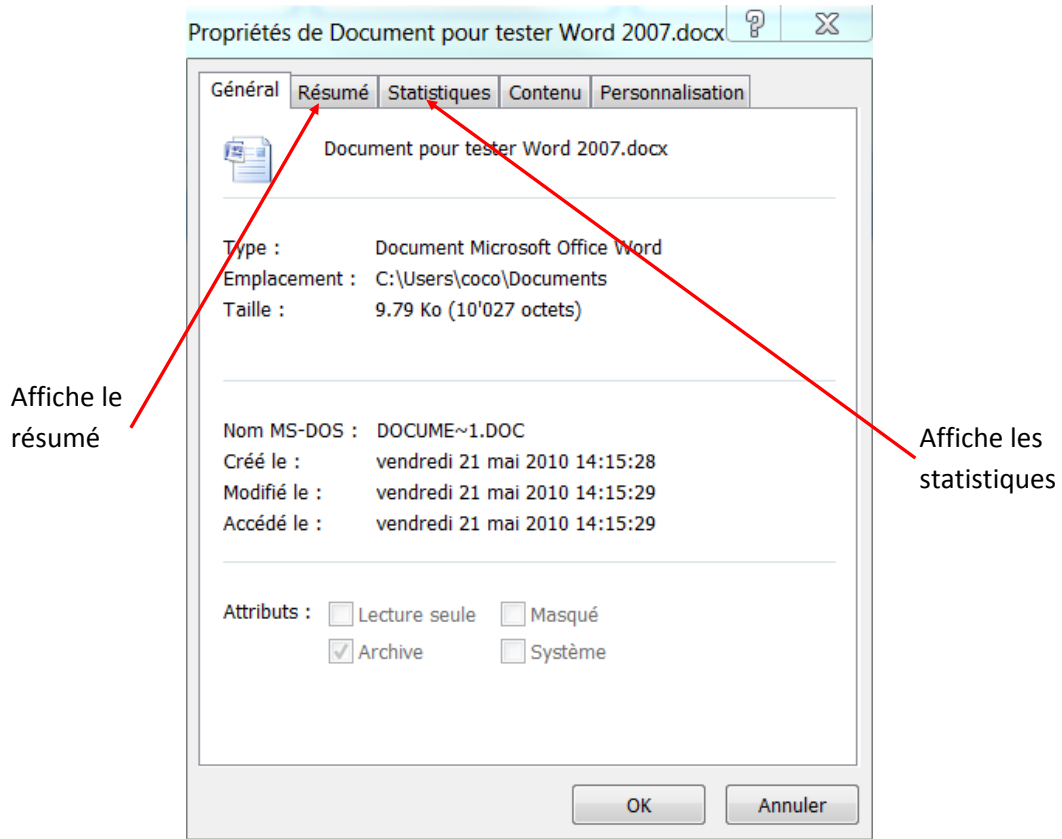 Propriétés de Document pour tester Word 2007.docx
Général Résumé Statistiques Contenu Personnalisation
Document pour tester Word 2007.docx
Type : Document Microsoft Office Word
Emplacement : C:\Users\coco\Documents
Taille : 9.79 Ko (10'027 octets)
Affiche le
résumé
Nom MS-DOS : DOCUME~1.DOC
Créé le : vendredi 21 mai 2010 14:15:28
Modifié le : vendredi 21 mai 2010 14:15:29
Accédé le : vendredi 21 mai 2010 14:15:29
Affiche les
statistiques
Attributs : Lecture seule Masqué
Archive Système
OK Annuler